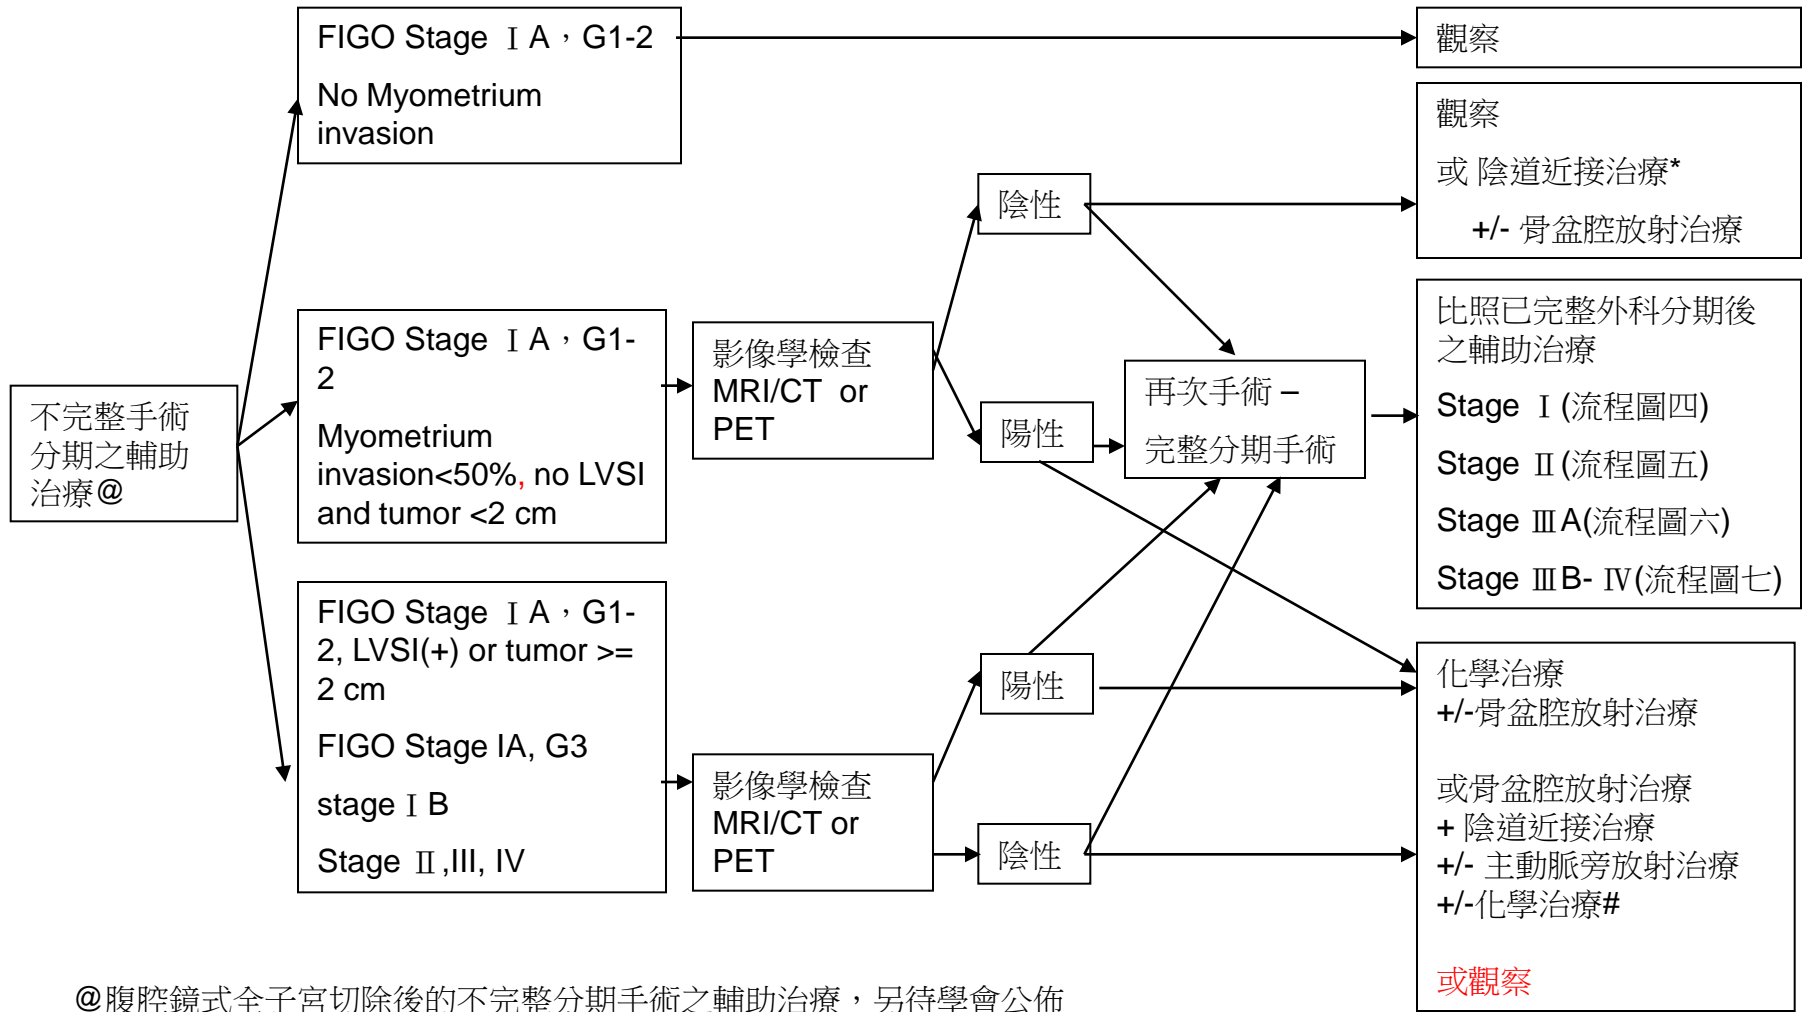 不完整手術
分期之輔助
治療@
FIGO Stage ⅠA，G1-2
No Myometrium
invasion
FIGO Stage ⅠA，G1-
2
Myometrium
invasion<50%, no LVSI
and tumor <2 cm
FIGO Stage ⅠA，G1-
2, LVSI(+) or tumor >=
2 cm
FIGO Stage IA, G3
stage ⅠB
Stage Ⅱ,III, IV
影像學檢查
MRI/CT or
PET
影像學檢查
MRI/CT or
PET
陰性
陽性
陽性
陰性
再次手術 –
完整分期手術
觀察
觀察
或 陰道近接治療*
+/- 骨盆腔放射治療
比照已完整外科分期後
之輔助治療
Stage Ⅰ(流程圖四)
Stage Ⅱ(流程圖五)
Stage ⅢA(流程圖六)
Stage ⅢB- Ⅳ(流程圖七)
化學治療
+/-骨盆腔放射治療
或骨盆腔放射治療
+ 陰道近接治療
+/- 主動脈旁放射治療
+/-化學治療#
或觀察
@腹腔鏡式全子宮切除後的不完整分期手術之輔助治療，另待學會公佈